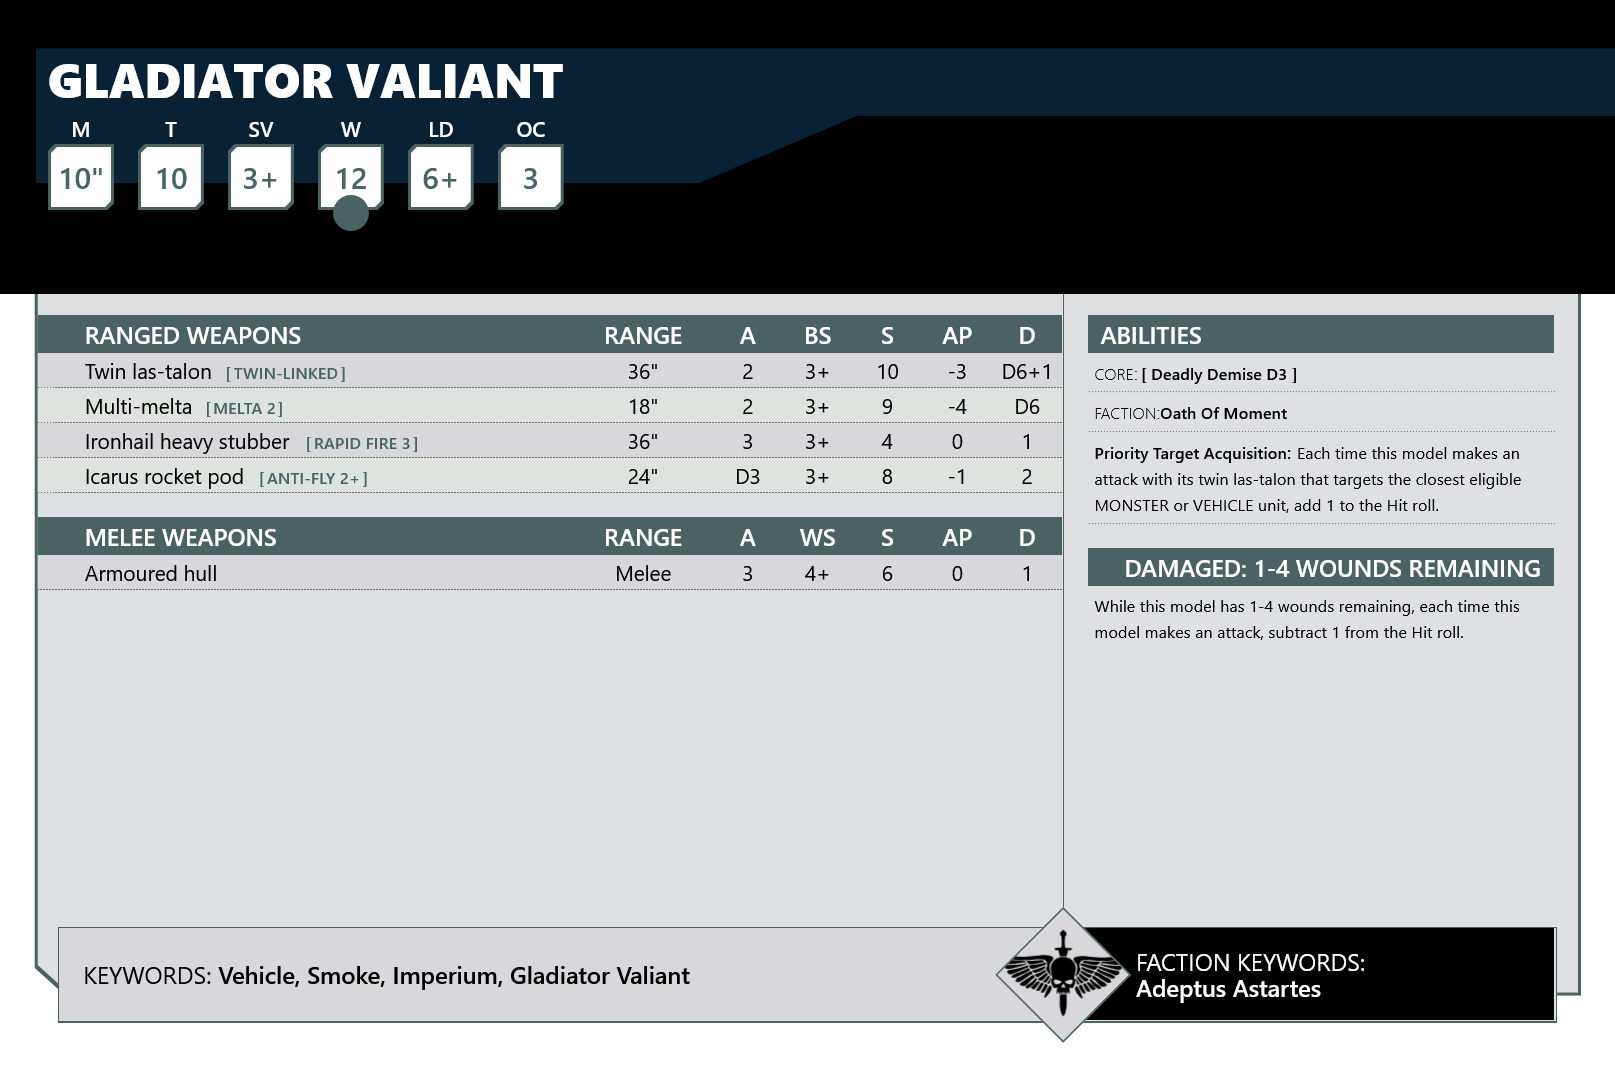 GLADIATOR VALIANT
M T SV W LD OC
10" 10 3+ 12 6+ 3
RANGED WEAPONS RANGE A BS S AP D
Twin las-talon [TWIN-LINKED] 36" 2 3+ 10 -3 D6+1
Multi-melta [MELTA 2] 18" 2 3+ 9 -4 D6
Ironhail heavy stubber [RAPID FIRE 3] 36" 3 3+ 4 0 1
Icarus rocket pod [ANTI-FLY 2+] 24" D3 3+ 8 -1 2
MELEE WEAPONS RANGE A WS S AP D
Armoured hull Melee 3 4+ 6 0 1
ABILITIES
CORE: [ Deadly Demise D3 ]
FACTION:Oath Of Moment
Priority Target Acquisition: Each time this model makes an
attack with its twin las-talon that targets the closest eligible
MONSTER or VEHICLE unit, add 1 to the Hit roll.
DAMAGED: 1-4 WOUNDS REMAINING
While this model has 1-4 wounds remaining, each time this
model makes an attack, subtract 1 from the Hit roll.
KEYWORDS: Vehicle, Smoke, Imperium, Gladiator Valiant
FACTION KEYWORDS:
Adeptus Astartes